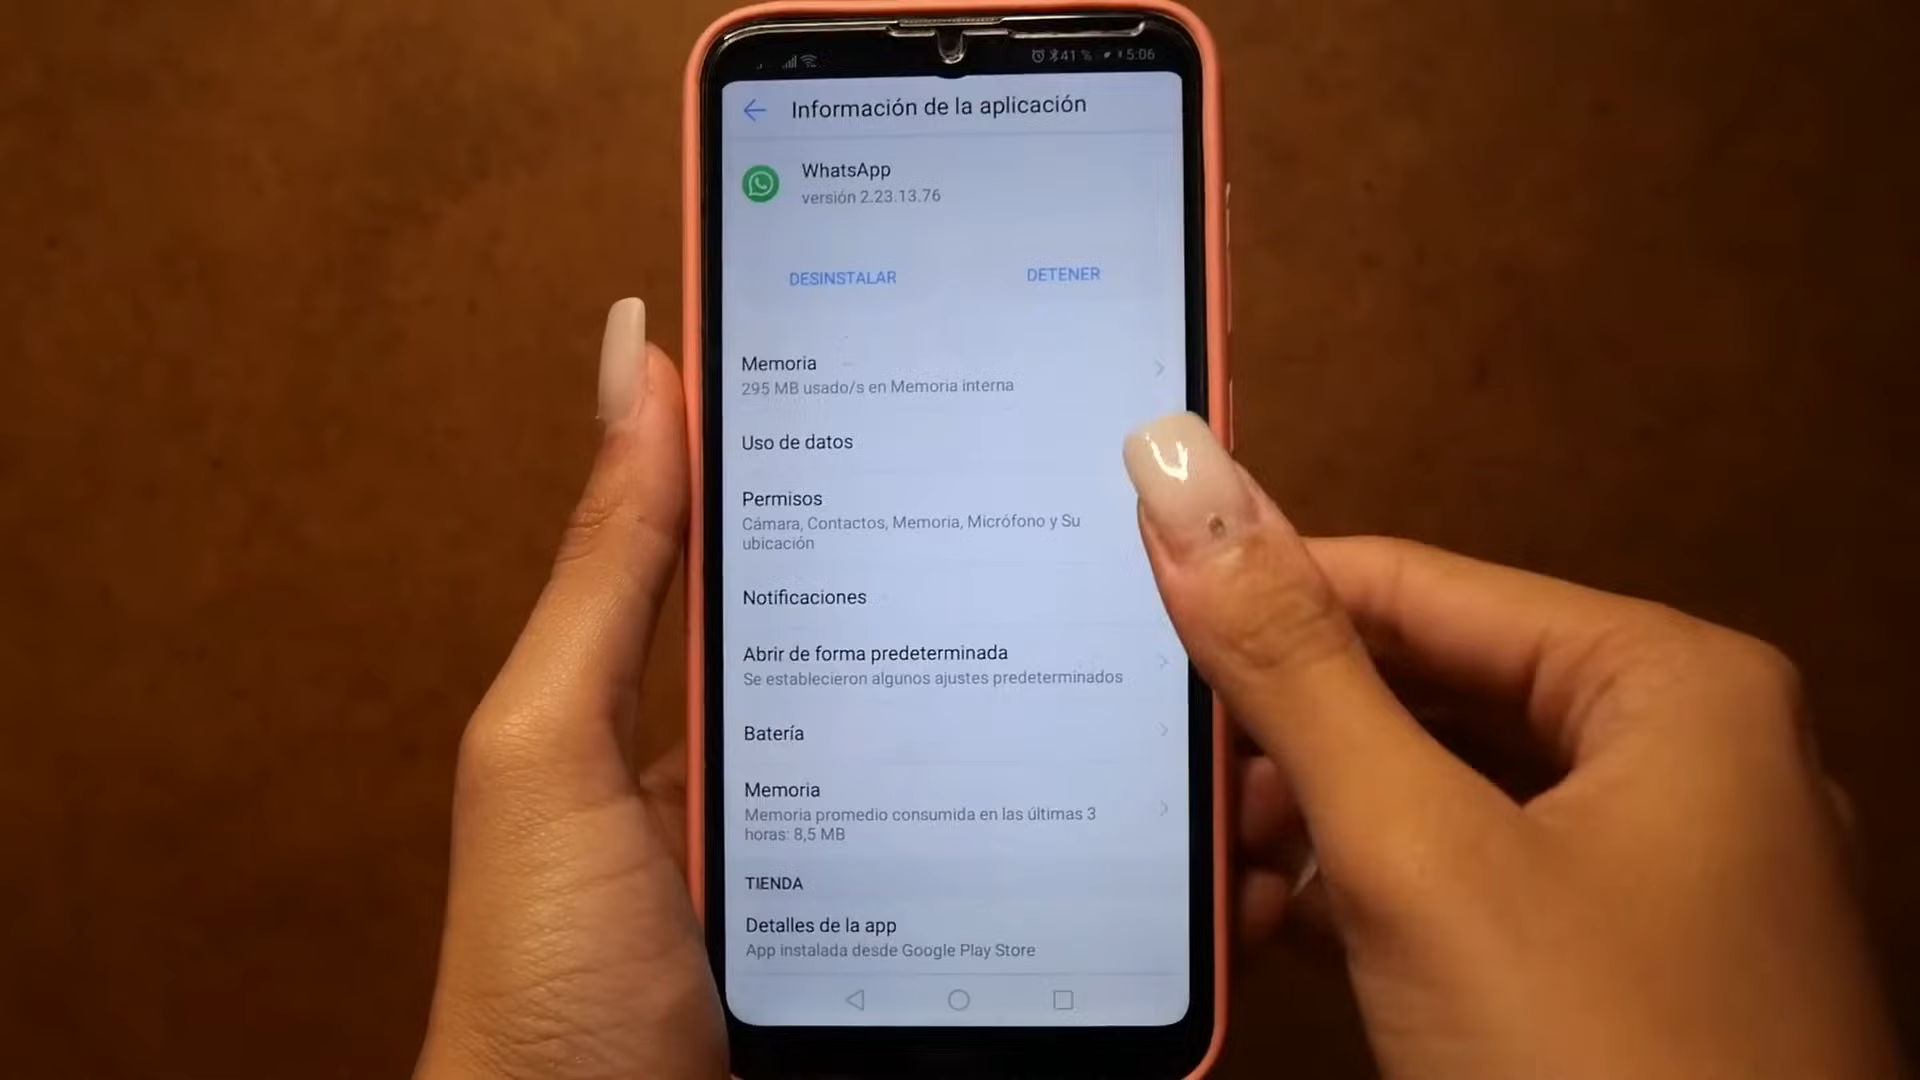 41 % 5:06
Información de la aplicación
WhatsApp
versión 2.23.13.76
DESINSTALAR DETENER
Memoria
295 MB usado/s en Memoria interna
Uso de datos
Permisos
Cámara, Contactos, Memoria, Micrófono y Su
ubicación
Notificaciones
Abrir de forma predeterminada
Se establecieron algunos ajustes predeterminados
Batería
Memoria
Memoria promedio consumida en las últimas 3
horas: 8,5 MB
TIENDA
Detalles de la app
App instalada desde Google Play Store